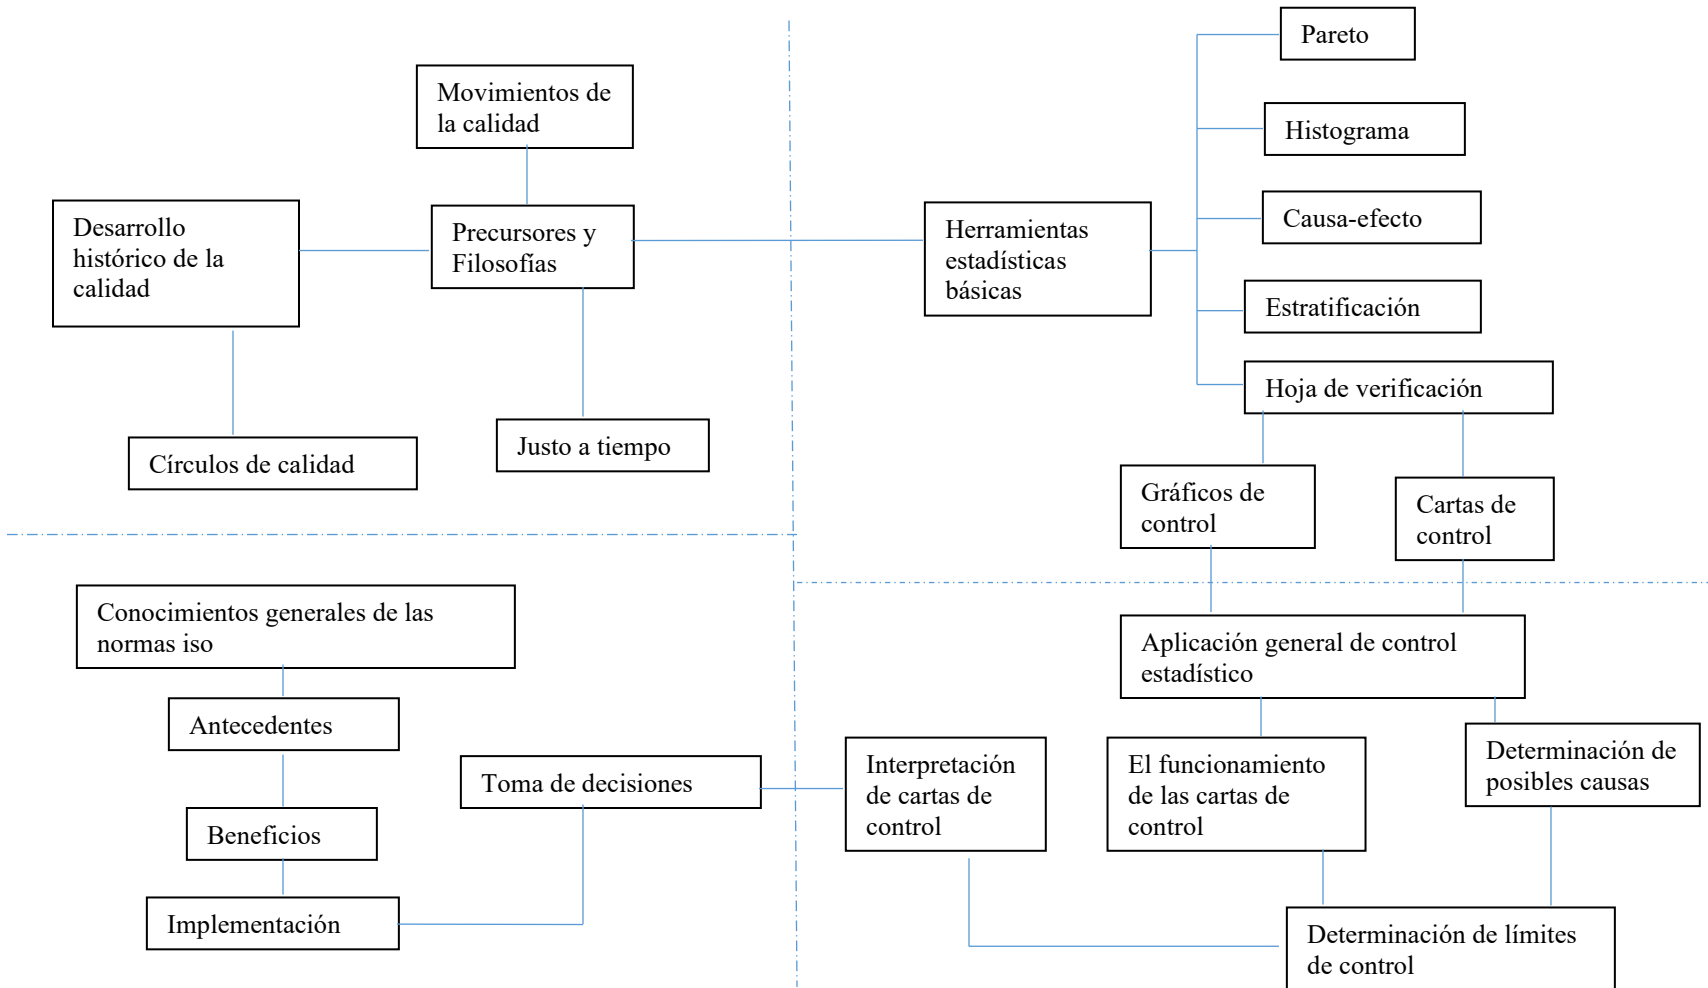 Pareto
Movimientos de
la calidad
Histograma
Desarrollo
histórico de la
calidad
Precursores y
Filosofías
Herramientas
estadísticas
básicas
Causa-efecto
Estratificación
Hoja de verificación
Círculos de calidad
Justo a tiempo
Gráficos de
control
Cartas de
control
Conocimientos generales de las
normas iso
Aplicación general de control
estadístico
Antecedentes
Toma de decisiones
Interpretación
de cartas de
control
El funcionamiento
de las cartas de
control
Determinación de
posibles causas
Beneficios
Implementación
Determinación de límites
de control